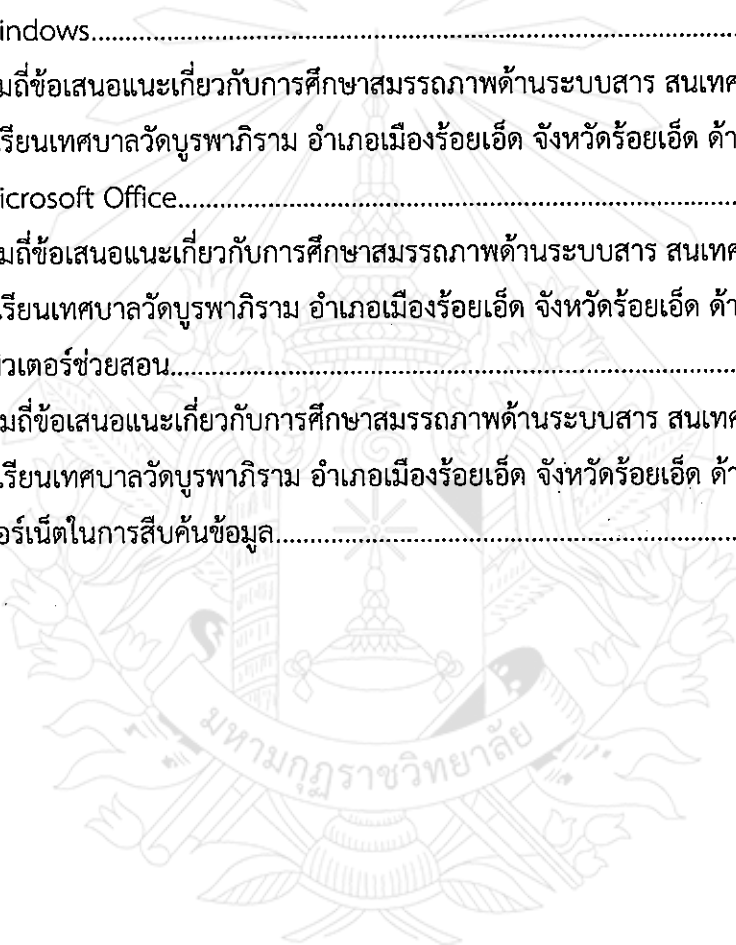 indows....................................................................................................
มถี่ข้อเสนอแนะเกี่ยวกับการศึกษาสมรรถภาพด้านระบบสาร สนเทศ
รียนเทศบาลวัดบูรพาภิราม อำเภอเมืองร้อยเอ็ด จังหวัดร้อยเอ็ด ด้า
icrosoft Office....................................................................................
มถี่ข้อเสนอแนะเกี่ยวกับการศึกษาสมรรถภาพด้านระบบสาร สนเทศ
รียนเทศบาลวัดบูรพาภิราม อำเภอเมืองร้อยเอ็ด จังหวัดร้อยเอ็ด ด้า
ิวเตอร์ช่วยสอน.....................................................................................
มถี่ข้อเสนอแนะเกี่ยวกับการศึกษาสมรรถภาพด้านระบบสาร สนเทศ
รียนเทศบาลวัดบูรพาภิราม อำเภอเมืองร้อยเอ็ด จังหวัดร้อยเอ็ด ด้า
อร์เน็ตในการสืบค้นข้อมูล.....................................................................
มหามกุฏราชวิทยาลัย